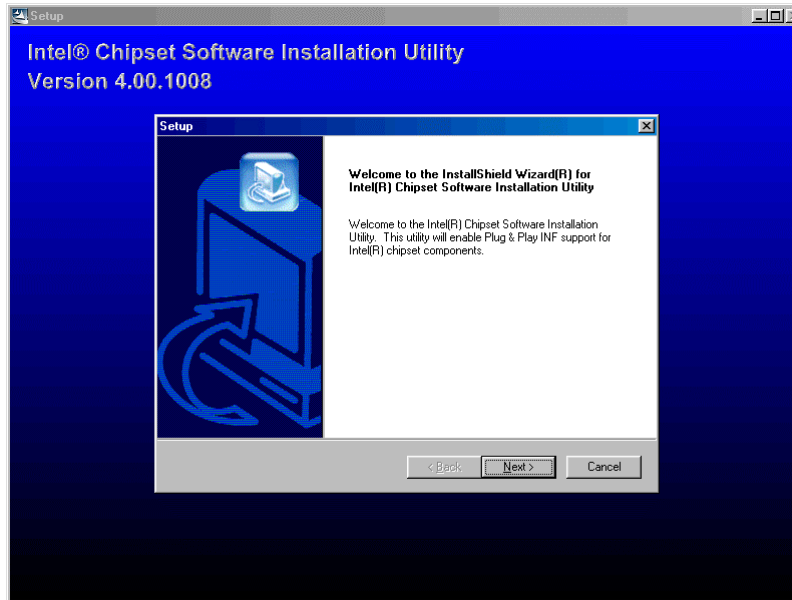 Setup
Intel® Chipset Software Installation Utility
Version 4.00.1008
Setup
Welcome to the InstallShield Wizard(R) for
Intel(R) Chipset Software Installation Utility
Welcome to the Intel(R) Chipset Software Installation
Utility. This utility will enable Plug & Play INF support for
Intel(R) chipset components.
< Back
Next >
Cancel